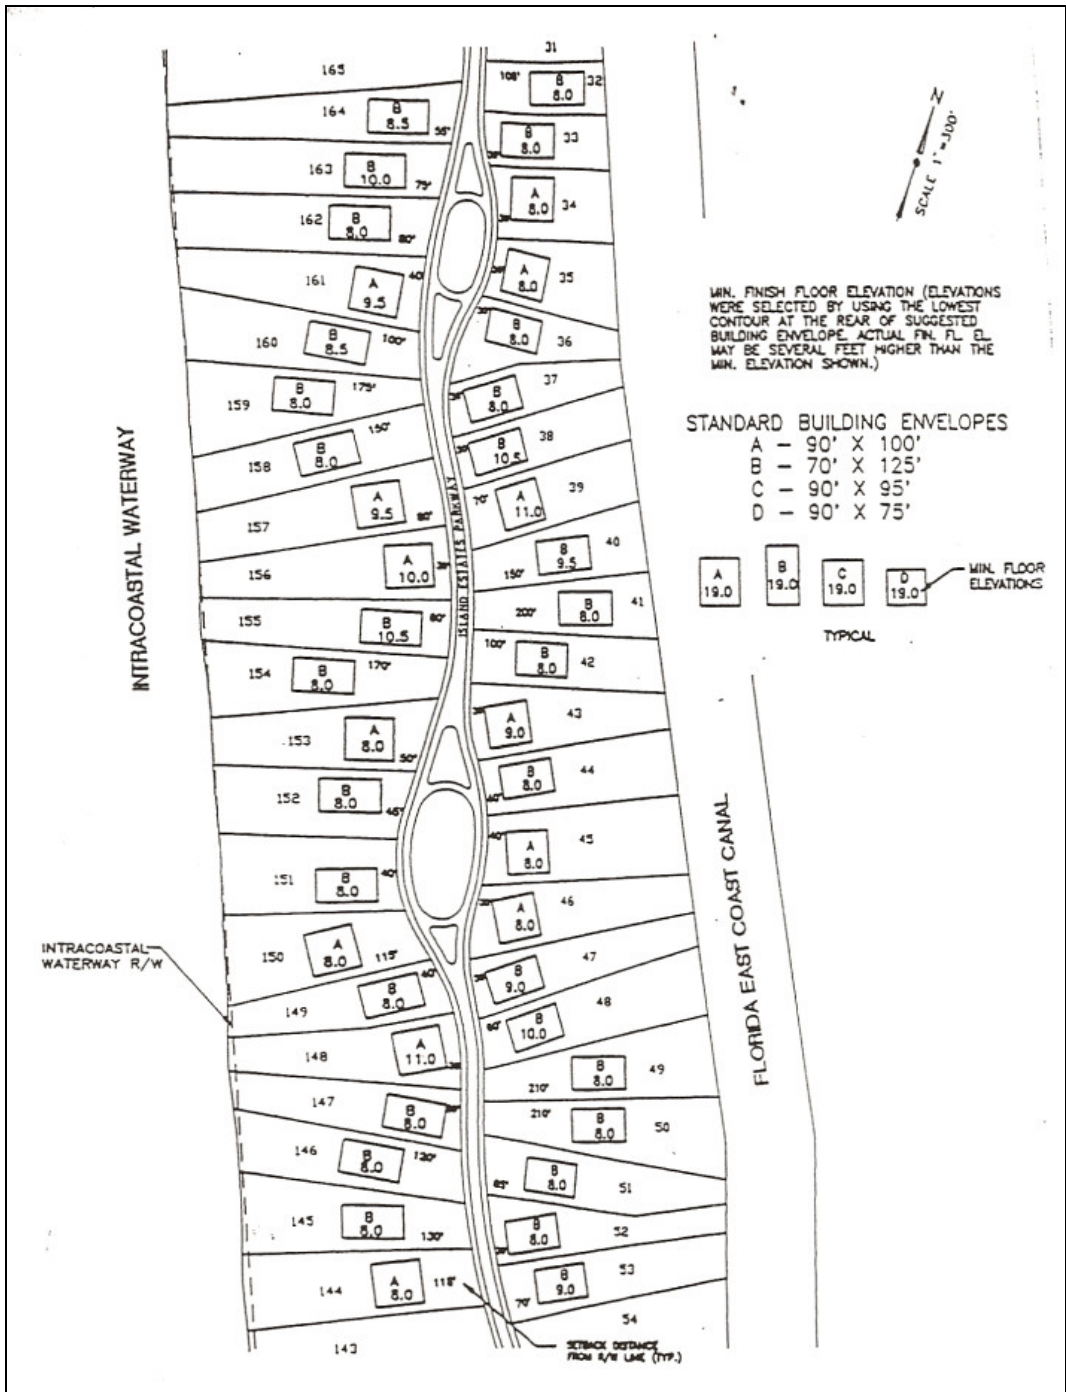 165
164
B
8.5
55'
163
B
10.0
75'
162
B
8.0
80'
161
A
9.5
40'
160
B
8.5
100'
159
B
8.0
175'
158
B
8.0
150'
157
A
9.5
80'
156
A
10.0
155
B
10.5
80'
154
B
8.0
170'
153
A
8.0
50'
152
B
8.0
45'
151
B
8.0
40'
150
A
8.0
115'
149
B
8.0
60'
148
A
11.0
147
B
8.0
146
B
8.0
120'
145
B
8.0
130'
144
A
8.0
118'
143
INTRACOASTAL WATERWAY
INTRACOASTAL
WATERWAY R/W
ISLAND ESTATES PARKWAY
31
108'
B
8.0
32
B
8.0
33
A
8.0
34
A
8.0
35
B
8.0
36
37
B
8.0
38
B
10.5
39
70'
A
11.0
40
150'
B
9.5
41
200'
B
8.0
42
100'
B
8.0
43
A
9.0
44
40'
B
8.0
45
40'
A
8.0
46
A
8.0
47
B
9.0
48
60'
B
10.0
49
210'
B
8.0
50
210'
B
8.0
51
85'
B
8.0
52
B
8.0
53
70'
B
9.0
54
SETBACK DISTANCE
FROM R/W LINE (TYP.)
FLORIDA EAST COAST CANAL
N
SCALE 1"=300'
MIN. FINISH FLOOR ELEVATION (ELEVATIONS
WERE SELECTED BY USING THE LOWEST
CONTOUR AT THE REAR OF SUGGESTED
BUILDING ENVELOPE. ACTUAL FIN. FL. EL.
MAY BE SEVERAL FEET HIGHER THAN THE
MIN. ELEVATION SHOWN.)
STANDARD BUILDING ENVELOPES
A - 90' X 100'
B - 70' X 125'
C - 90' X 95'
D - 90' X 75'
A
19.0
B
19.0
C
19.0
D
19.0
MIN. FLOOR
ELEVATIONS
TYPICAL